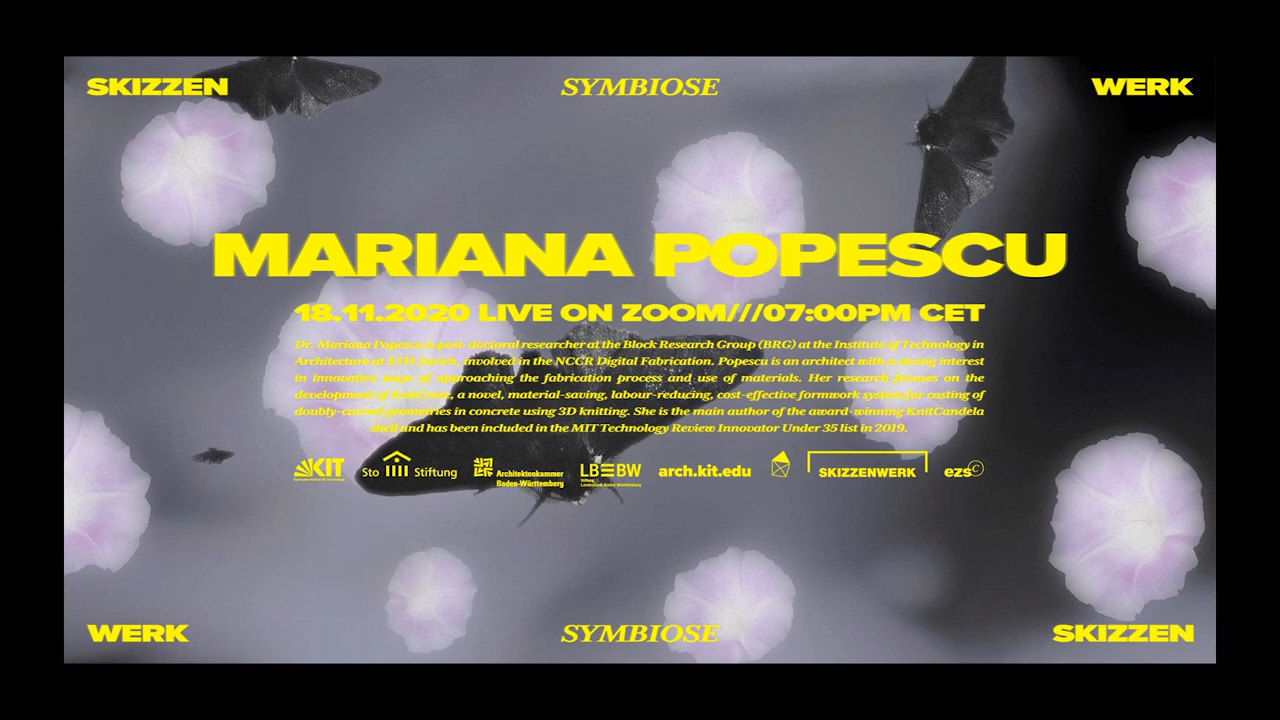 SKIZZEN SYMBIOSE WERK
MARIANA POPESCU
18.11.2020 LIVE ON ZOOM///07:00PM CET
Dr. Mariana Popescu is post-doctoral researcher at the Block Research Group (BRG) at the Institute of Technology in
Architecture at ETH Zurich, involved in the NCCR Digital Fabrication. Popescu is an architect with a strong interest
in innovative ways of approaching the fabrication process and use of materials. Her research focuses on the
development of KnitCrete, a novel, material-saving, labour-reducing, cost-effective formwork system for casting of
doubly-curved geometries in concrete using 3D knitting. She is the main author of the award-winning KnitCandela
shell and has been included in the MIT Technology Review Innovator Under 35 list in 2019.
KIT Sto Stiftung Architektenkammer LB≡BW arch.kit.edu SKIZZENWERK ezs©
Baden-Württemberg
WERK SYMBIOSE SKIZZEN